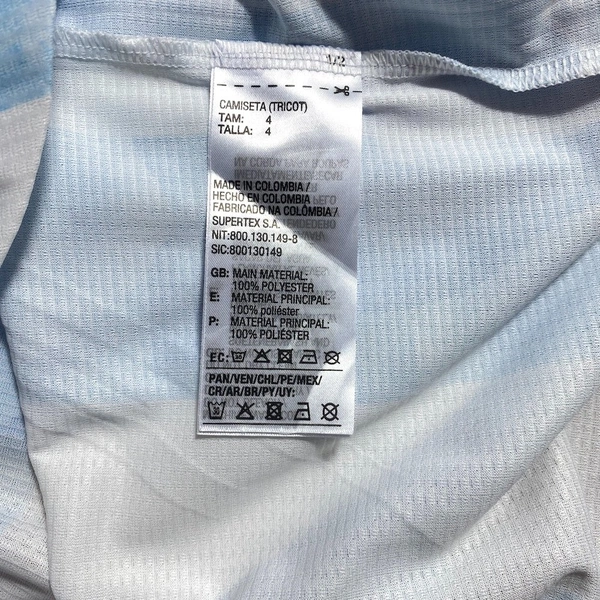 1/2
CAMISETA (TRICOT)
TAM: 4
TALLA: 4
MADE IN COLOMBIA /
HECHO EN COLOMBIA /
FABRICADO NA COLÔMBIA /
SUPERTEX S.A.
NIT:800.130.149-8
SIC:800130149
GB: MAIN MATERIAL:
100% POLYESTER
E: MATERIAL PRINCIPAL:
100% poliéster
P: MATERIAL PRINCIPAL:
100% POLIÉSTER
EC:
PAN/VEN/CHL/PE/MEX/
CR/AR/BR/PY/UY: